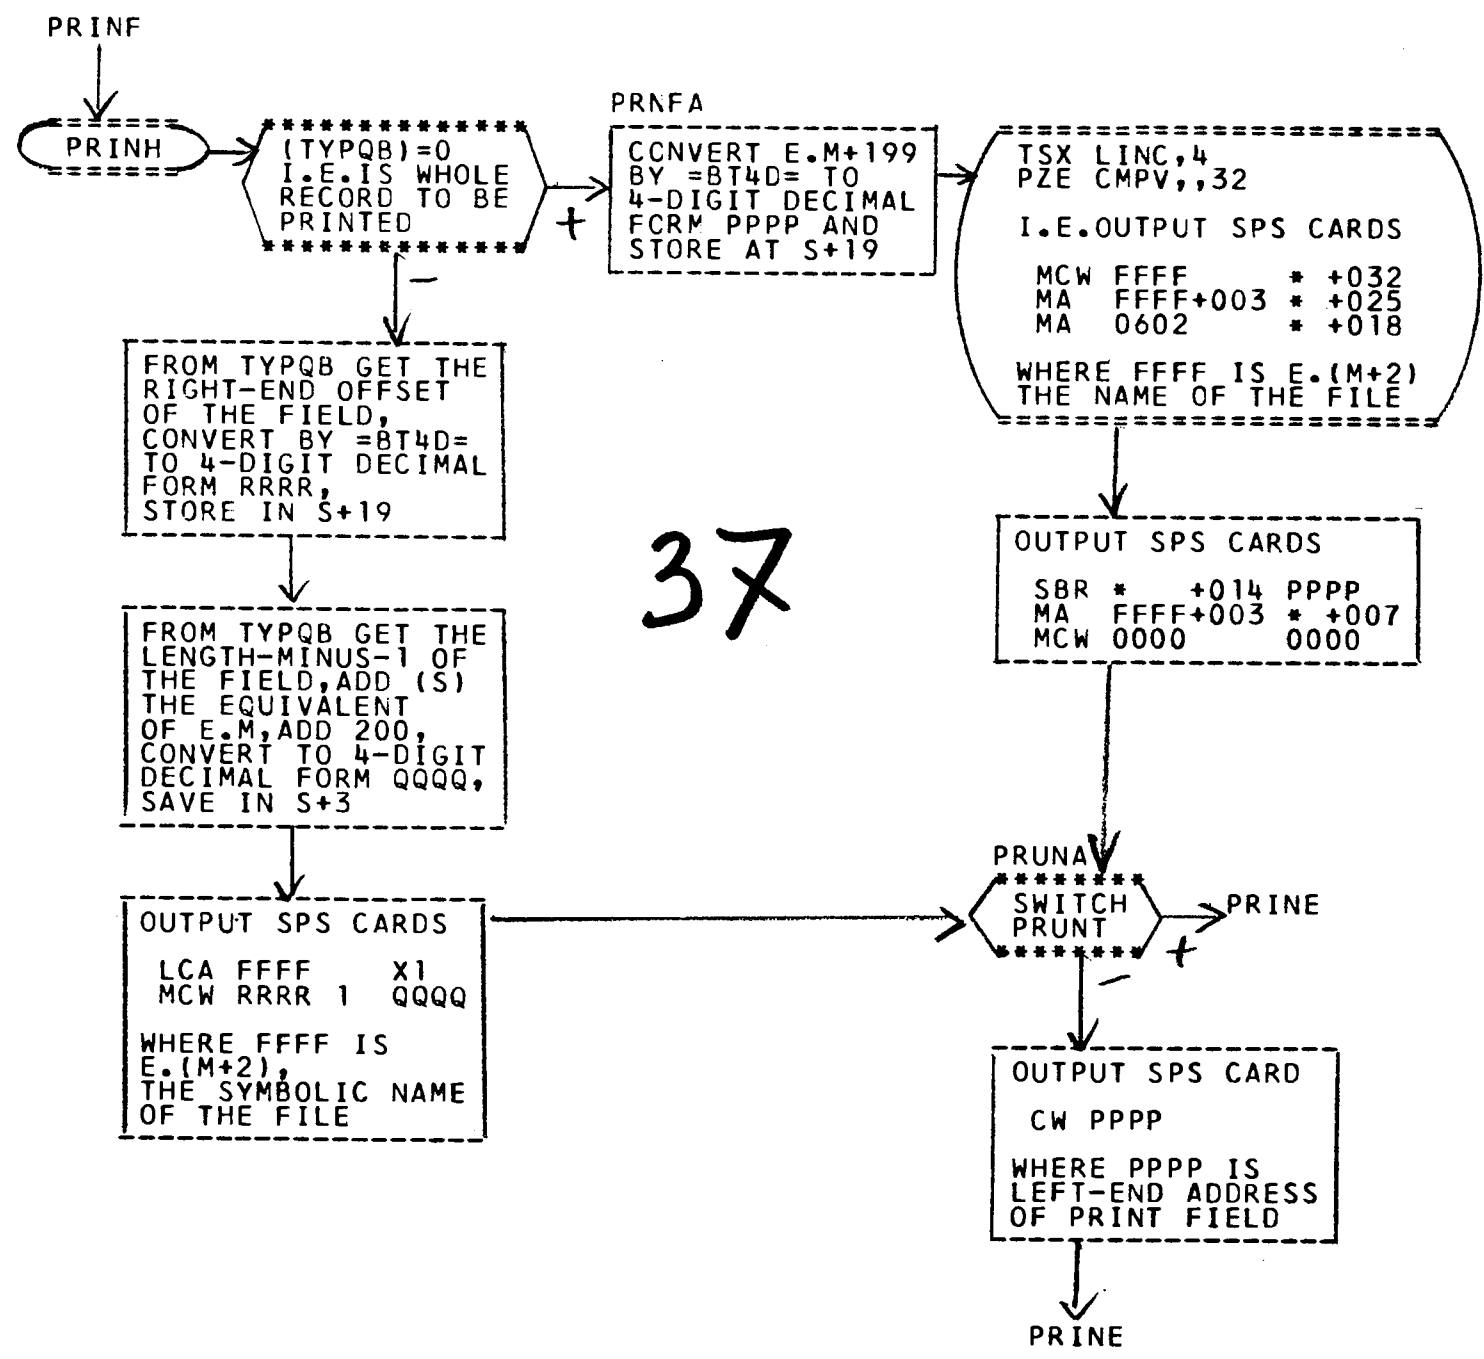 PRINF
PRINH
(TYPQB)=0
I.E.IS WHOLE
RECORD TO BE
PRINTED
+
-
PRNFA
CCNVERT E.M+199
BY =BT4D= TO
4-DIGIT DECIMAL
FCRM PPPP AND
STORE AT S+19
TSX LINC,4
PZE CMPV,,32
I.E.OUTPUT SPS CARDS
MCW FFFF * +032
MA FFFF+003 * +025
MA 0602 * +018
WHERE FFFF IS E.(M+2)
THE NAME OF THE FILE
FROM TYPQB GET THE
RIGHT-END OFFSET
OF THE FIELD,
CONVERT BY =BT4D=
TO 4-DIGIT DECIMAL
FORM RRRR,
STORE IN S+19
37
OUTPUT SPS CARDS
SBR * +014 PPPP
MA FFFF+003 * +007
MCW 0000 0000
FROM TYPQB GET THE
LENGTH-MINUS-1 OF
THE FIELD,ADD (S)
THE EQUIVALENT
OF E.M,ADD 200,
CONVERT TO 4-DIGIT
DECIMAL FORM QQQQ,
SAVE IN S+3
OUTPUT SPS CARDS
LCA FFFF X1
MCW RRRR 1 QQQQ
WHERE FFFF IS
E.(M+2),
THE SYMBOLIC NAME
OF THE FILE
PRUNA
SWITCH
PRUNT
+
PRINE
-
OUTPUT SPS CARD
CW PPPP
WHERE PPPP IS
LEFT-END ADDRESS
OF PRINT FIELD
PRINE